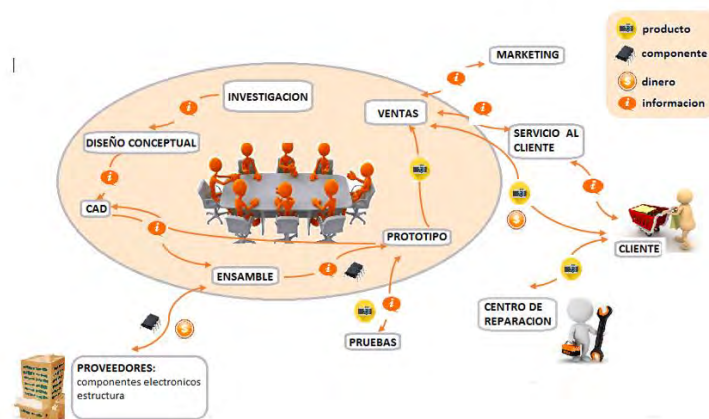 producto
componente
dinero
informacion
MARKETING
INVESTIGACION
VENTAS
DISEÑO CONCEPTUAL
SERVICIO AL
CLIENTE
CAD
PROTOTIPO
CLIENTE
ENSAMBLE
CENTRO DE
REPARACION
PRUEBAS
PROVEEDORES:
componentes electronicos
estructura